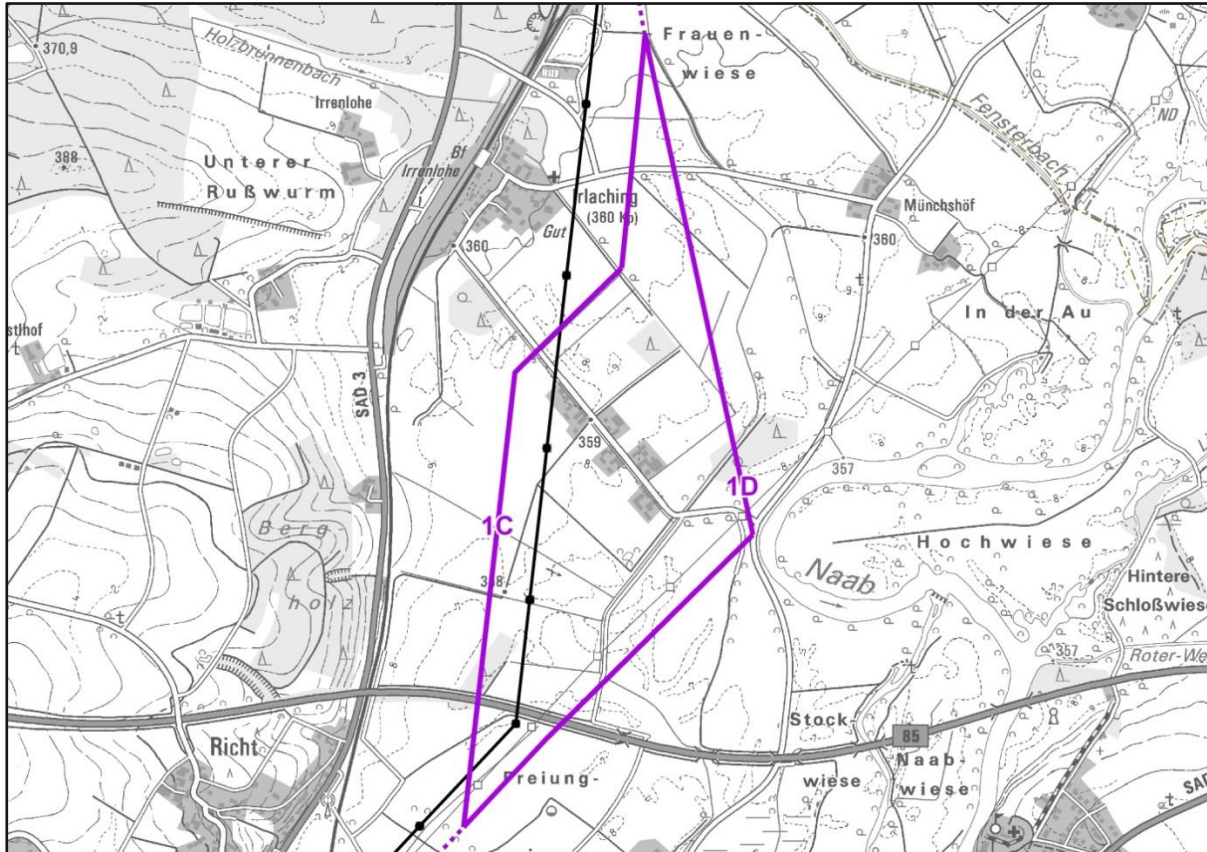 370,9
Holzbrunnenbach
Frauen-
wiese
Irrenlohe
388
Unterer
Rußwurm
Bf
Irrenlohe
Fensterbach
ND
rlaching
(360 Kp)
Gut
Münchshöf
360
360
In der Au
stlhof
SAD 3
359
357
1D
1C
Berg
holz
Hochwiese
Naab
Hintere
Schloßwiese
357
Roter-We
Richt
Stock-
wiese
85
Naab-
wiese
Freiung-
SAD